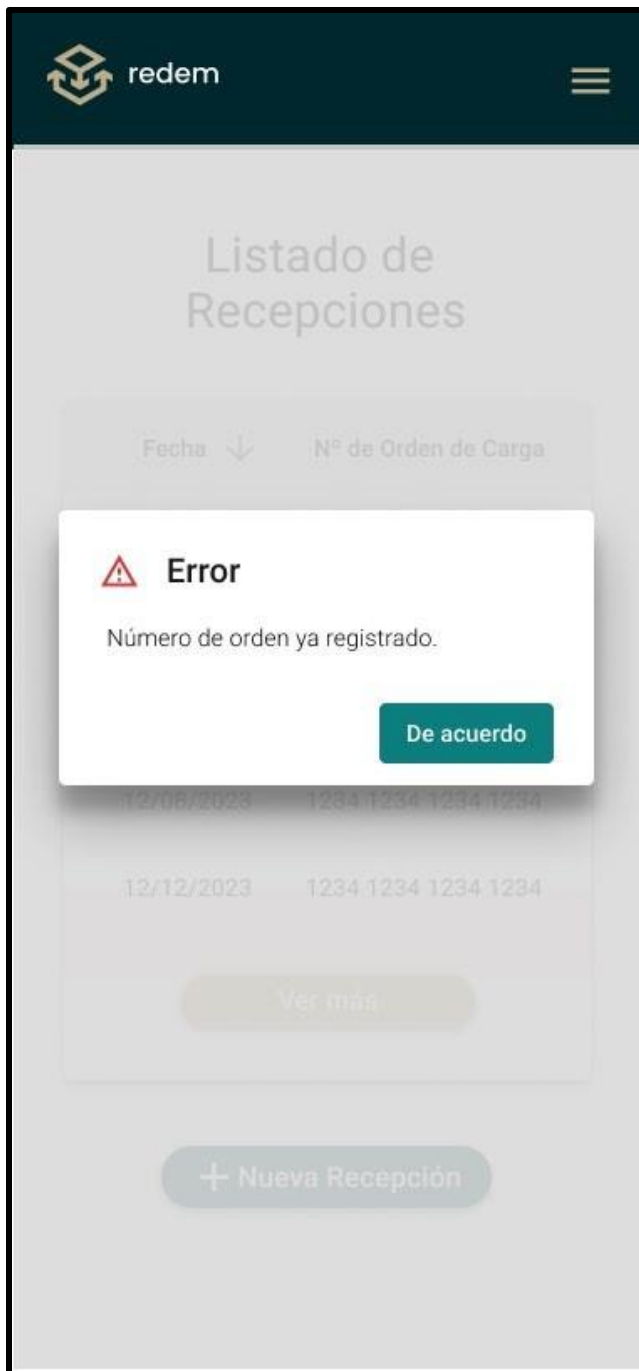 redem
Listado de
Recepciones
Fecha Nº de Orden de Carga
Error
Número de orden ya registrado.
De acuerdo
12/08/2023 1234 1234 1234 1234
12/12/2023 1234 1234 1234 1234
Ver más
+ Nueva Recepción